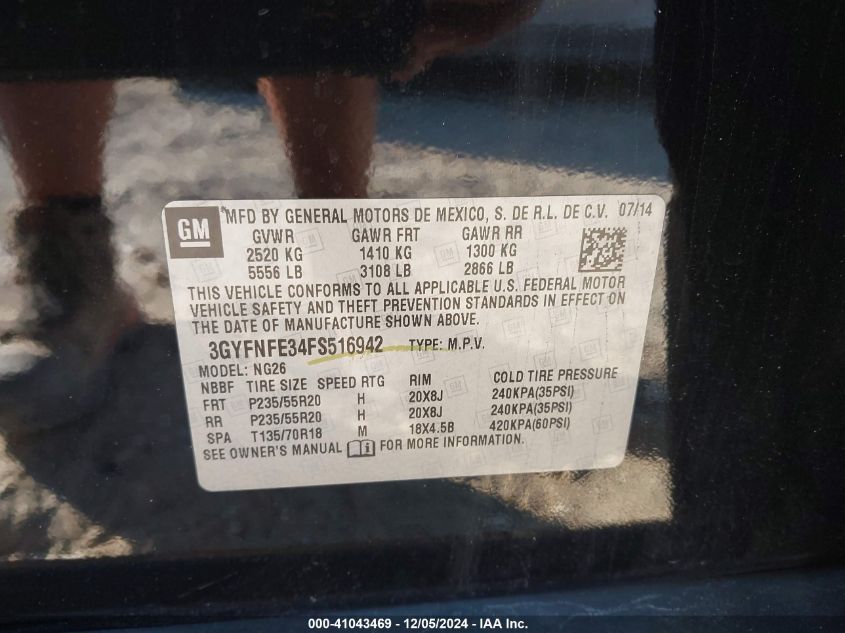 GM
MFD BY GENERAL MOTORS DE MEXICO, S. DE R.L. DE C.V. 07/14
GVWR GAWR FRT GAWR RR
2520 KG 1410 KG 1300 KG
5556 LB 3108 LB 2866 LB
THIS VEHICLE CONFORMS TO ALL APPLICABLE U.S. FEDERAL MOTOR
VEHICLE SAFETY AND THEFT PREVENTION STANDARDS IN EFFECT ON
THE DATE OF MANUFACTURE SHOWN ABOVE.
3GYFNFE34FS516942 TYPE: M.P.V.
MODEL: NG26
NBBF TIRE SIZE SPEED RTG RIM COLD TIRE PRESSURE
FRT P235/55R20 H 20X8J 240KPA(35PSI)
RR P235/55R20 H 20X8J 240KPA(35PSI)
SPA T135/70R18 M 18X4.5B 420KPA(60PSI)
SEE OWNER'S MANUAL FOR MORE INFORMATION.
000-41043469 - 12/05/2024 - IAA Inc.